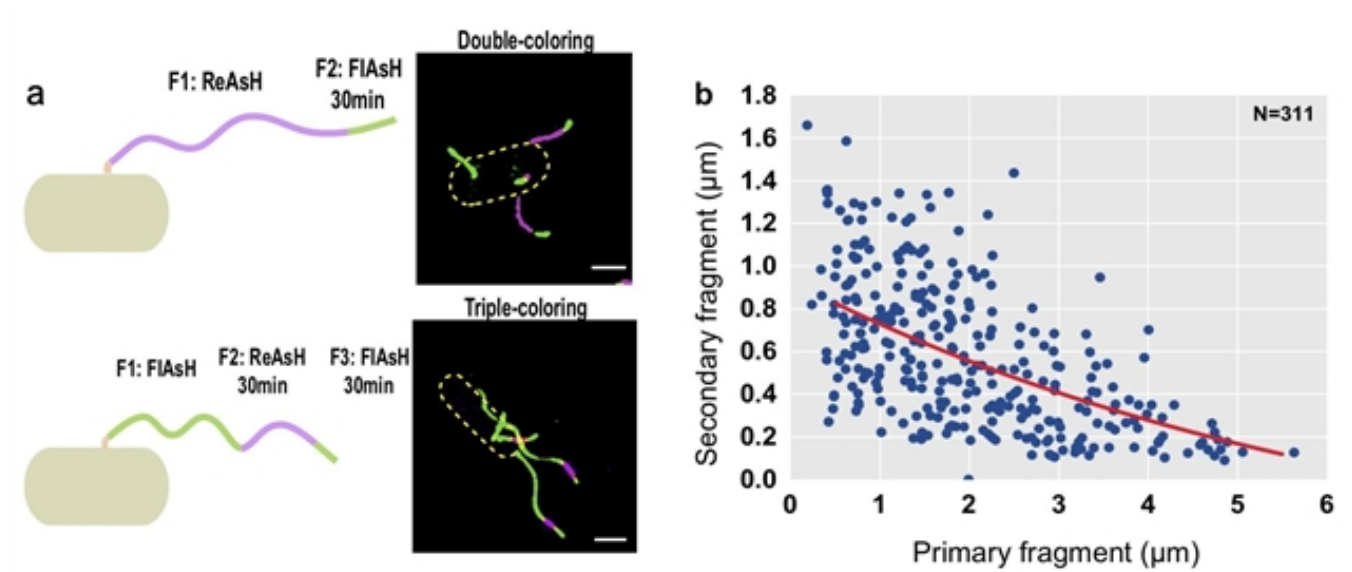 a
F1: ReAsH
F2: FlAsH
30min
Double-coloring
F1: FlAsH
F2: ReAsH
30min
F3: FlAsH
30min
Triple-coloring
b
N=311
Secondary fragment (µm)
1.8
1.6
1.4
1.2
1.0
0.8
0.6
0.4
0.2
0.0
0 1 2 3 4 5 6
Primary fragment (µm)